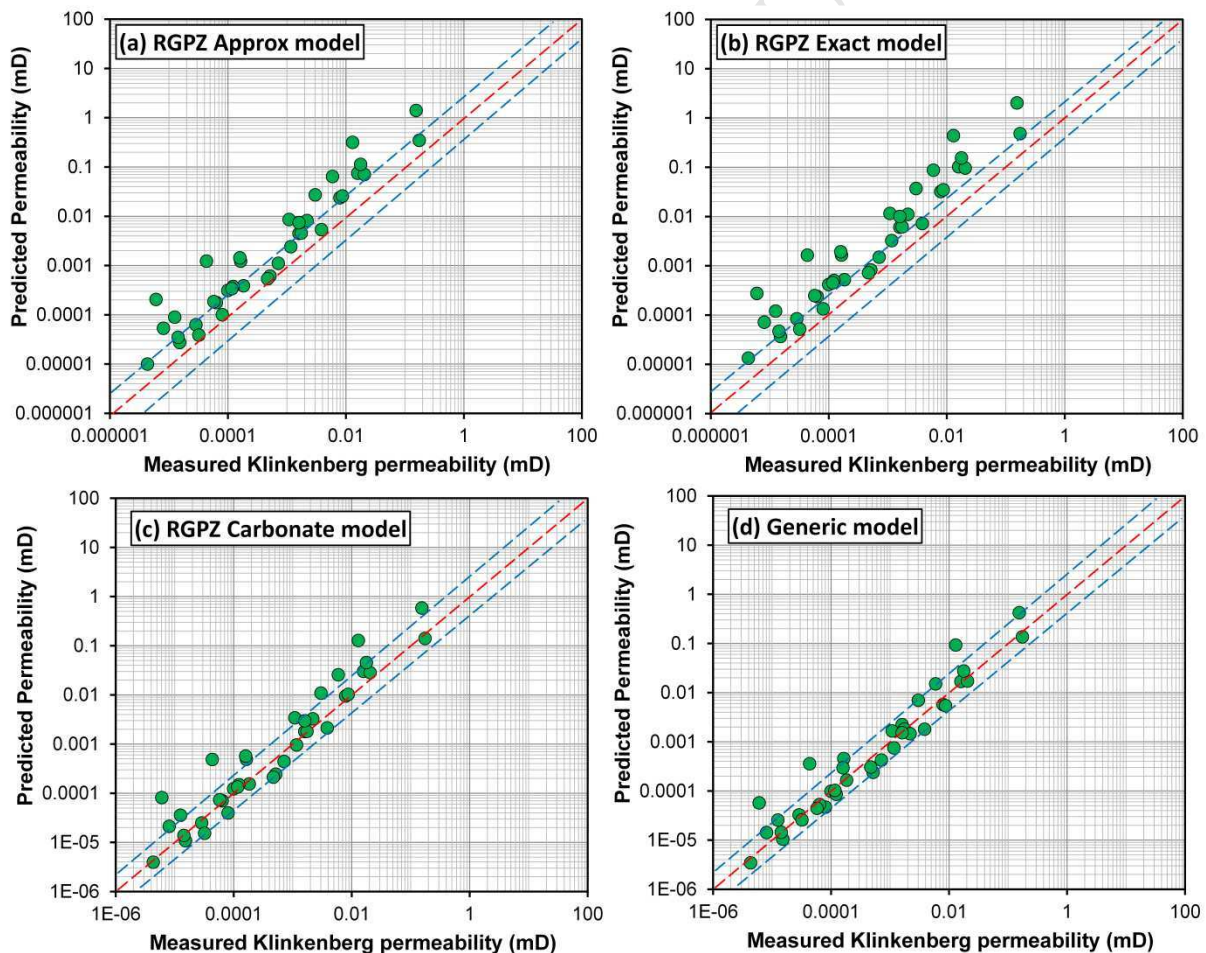 (a) RGPZ Approx model
Predicted Permeability (mD)
100
10
1
0.1
0.01
0.001
0.0001
0.00001
0.000001
0.000001
0.0001
0.01
1
100
Measured Klinkenberg permeability (mD)
(b) RGPZ Exact model
Predicted Permeability (mD)
100
10
1
0.1
0.01
0.001
0.0001
0.00001
0.000001
0.000001
0.0001
0.01
1
100
Measured Klinkenberg permeability (mD)
(c) RGPZ Carbonate model
Predicted Permeability (mD)
100
10
1
0.1
0.01
0.001
0.0001
1E-05
1E-06
1E-06
0.0001
0.01
1
100
Measured Klinkenberg permeability (mD)
(d) Generic model
Predicted Permeability (mD)
100
10
1
0.1
0.01
0.001
0.0001
1E-05
1E-06
1E-06
0.0001
0.01
1
100
Measured Klinkenberg permeability (mD)